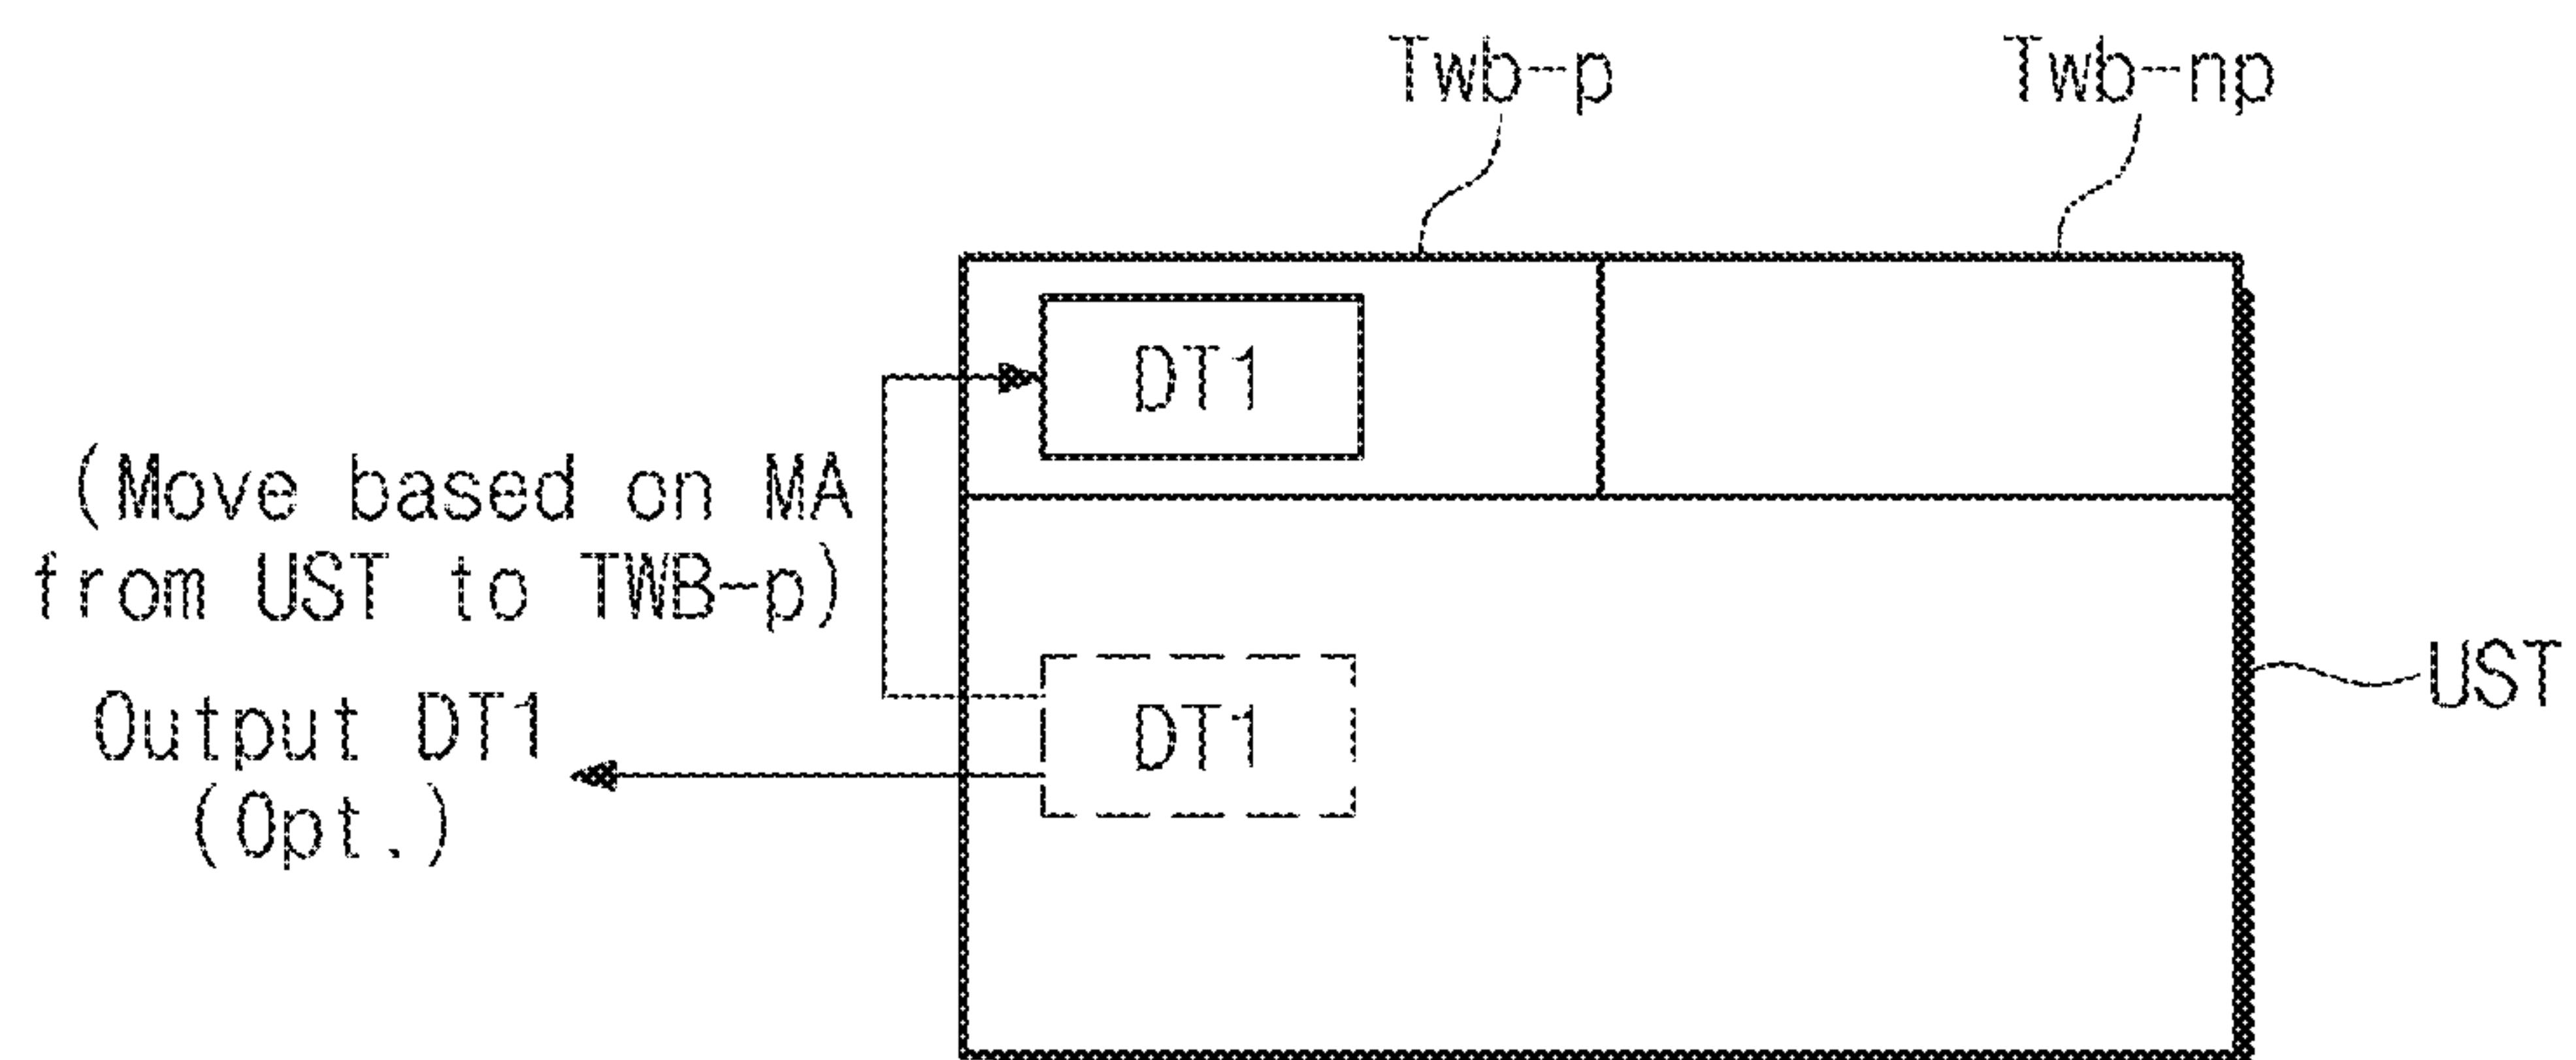 Twb-p
Twb-np
DT1
(Move based on MA
from UST to TWB-p)
UST
Output DT1
(Opt.)
DT1